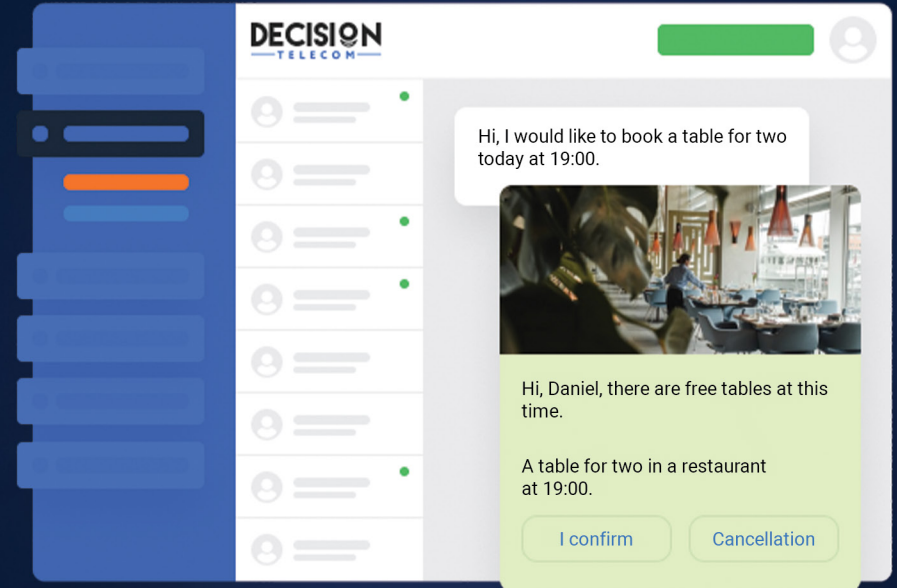 DECISION
TELECOM
Hi, I would like to book a table for two
today at 19:00.
Hi, Daniel, there are free tables at this
time.
A table for two in a restaurant
at 19:00.
I confirm
Cancellation